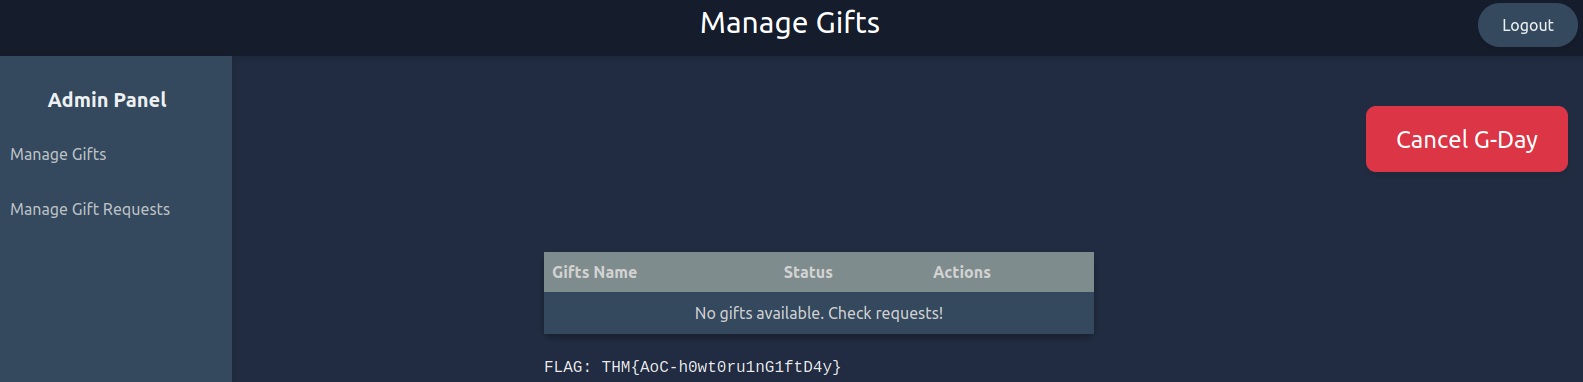 Manage Gifts
Logout
Admin Panel
Manage Gifts
Manage Gift Requests
Cancel G-Day
Gifts Name Status Actions
No gifts available. Check requests!
FLAG: THM{AoC-h0wt0ru1nG1ftD4y}